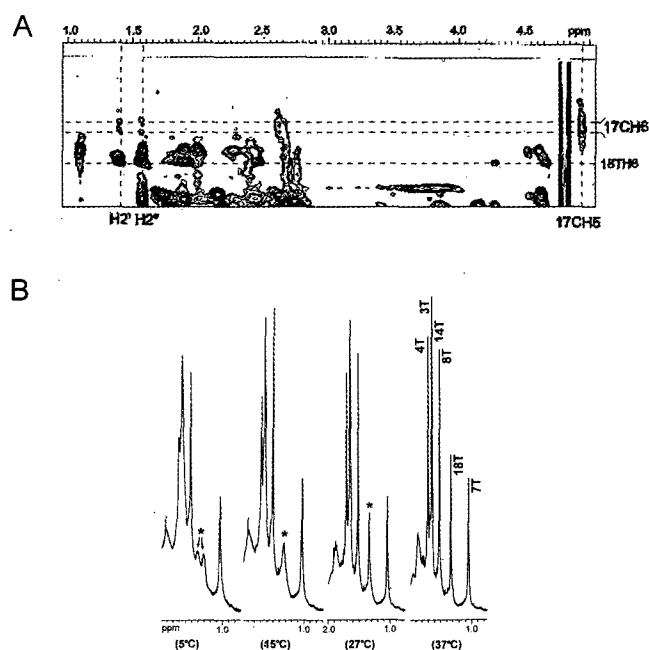 A
1.0 1.5 2.0 2.5 3.0 3.5 4.0 4.5 ppm
17CH6
18TH6
H2' H2"
17CH5
B
4T
3T
14T
8T
18T
7T
*
*
*
ppm 1.0 1.0 2.0 1.0 1.0
(5°C) (45°C) (27°C) (37°C)